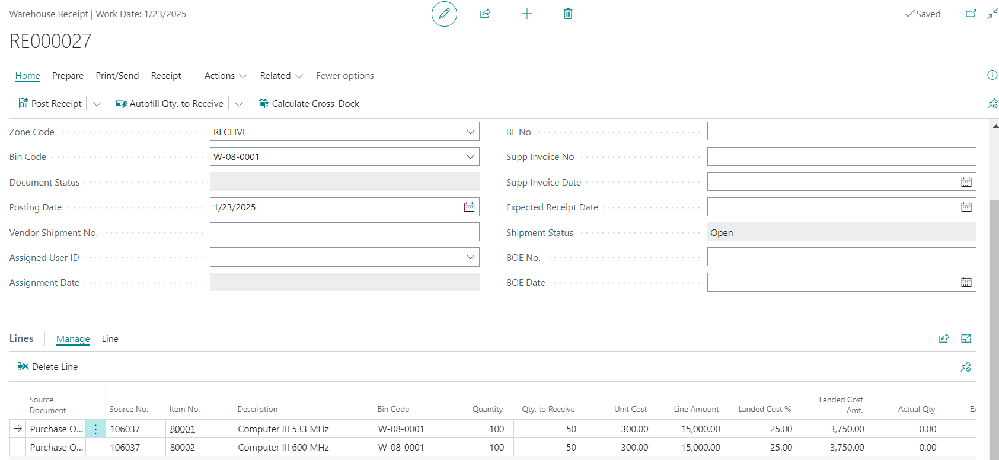 Warehouse Receipt | Work Date: 1/23/2025
Saved
RE000027
Home Prepare Print/Send Receipt Actions Related Fewer options
Post Receipt Autofill Qty. to Receive Calculate Cross-Dock
Zone Code RECEIVE
BL No
Bin Code W-08-0001
Supp Invoice No
Document Status
Supp Invoice Date
Posting Date 1/23/2025
Expected Receipt Date
Vendor Shipment No.
Shipment Status Open
Assigned User ID
BOE No.
Assignment Date
BOE Date
Lines Manage Line
Delete Line
Source Document Source No. Item No. Description Bin Code Quantity Qty. to Receive Unit Cost Line Amount Landed Cost % Landed Cost Amt. Actual Qty Ex
Purchase O... 106037 80001 Computer III 533 MHz W-08-0001 100 50 300.00 15,000.00 25.00 3,750.00 0.00
Purchase O... 106037 80002 Computer III 600 MHz W-08-0001 100 50 300.00 15,000.00 25.00 3,750.00 0.00